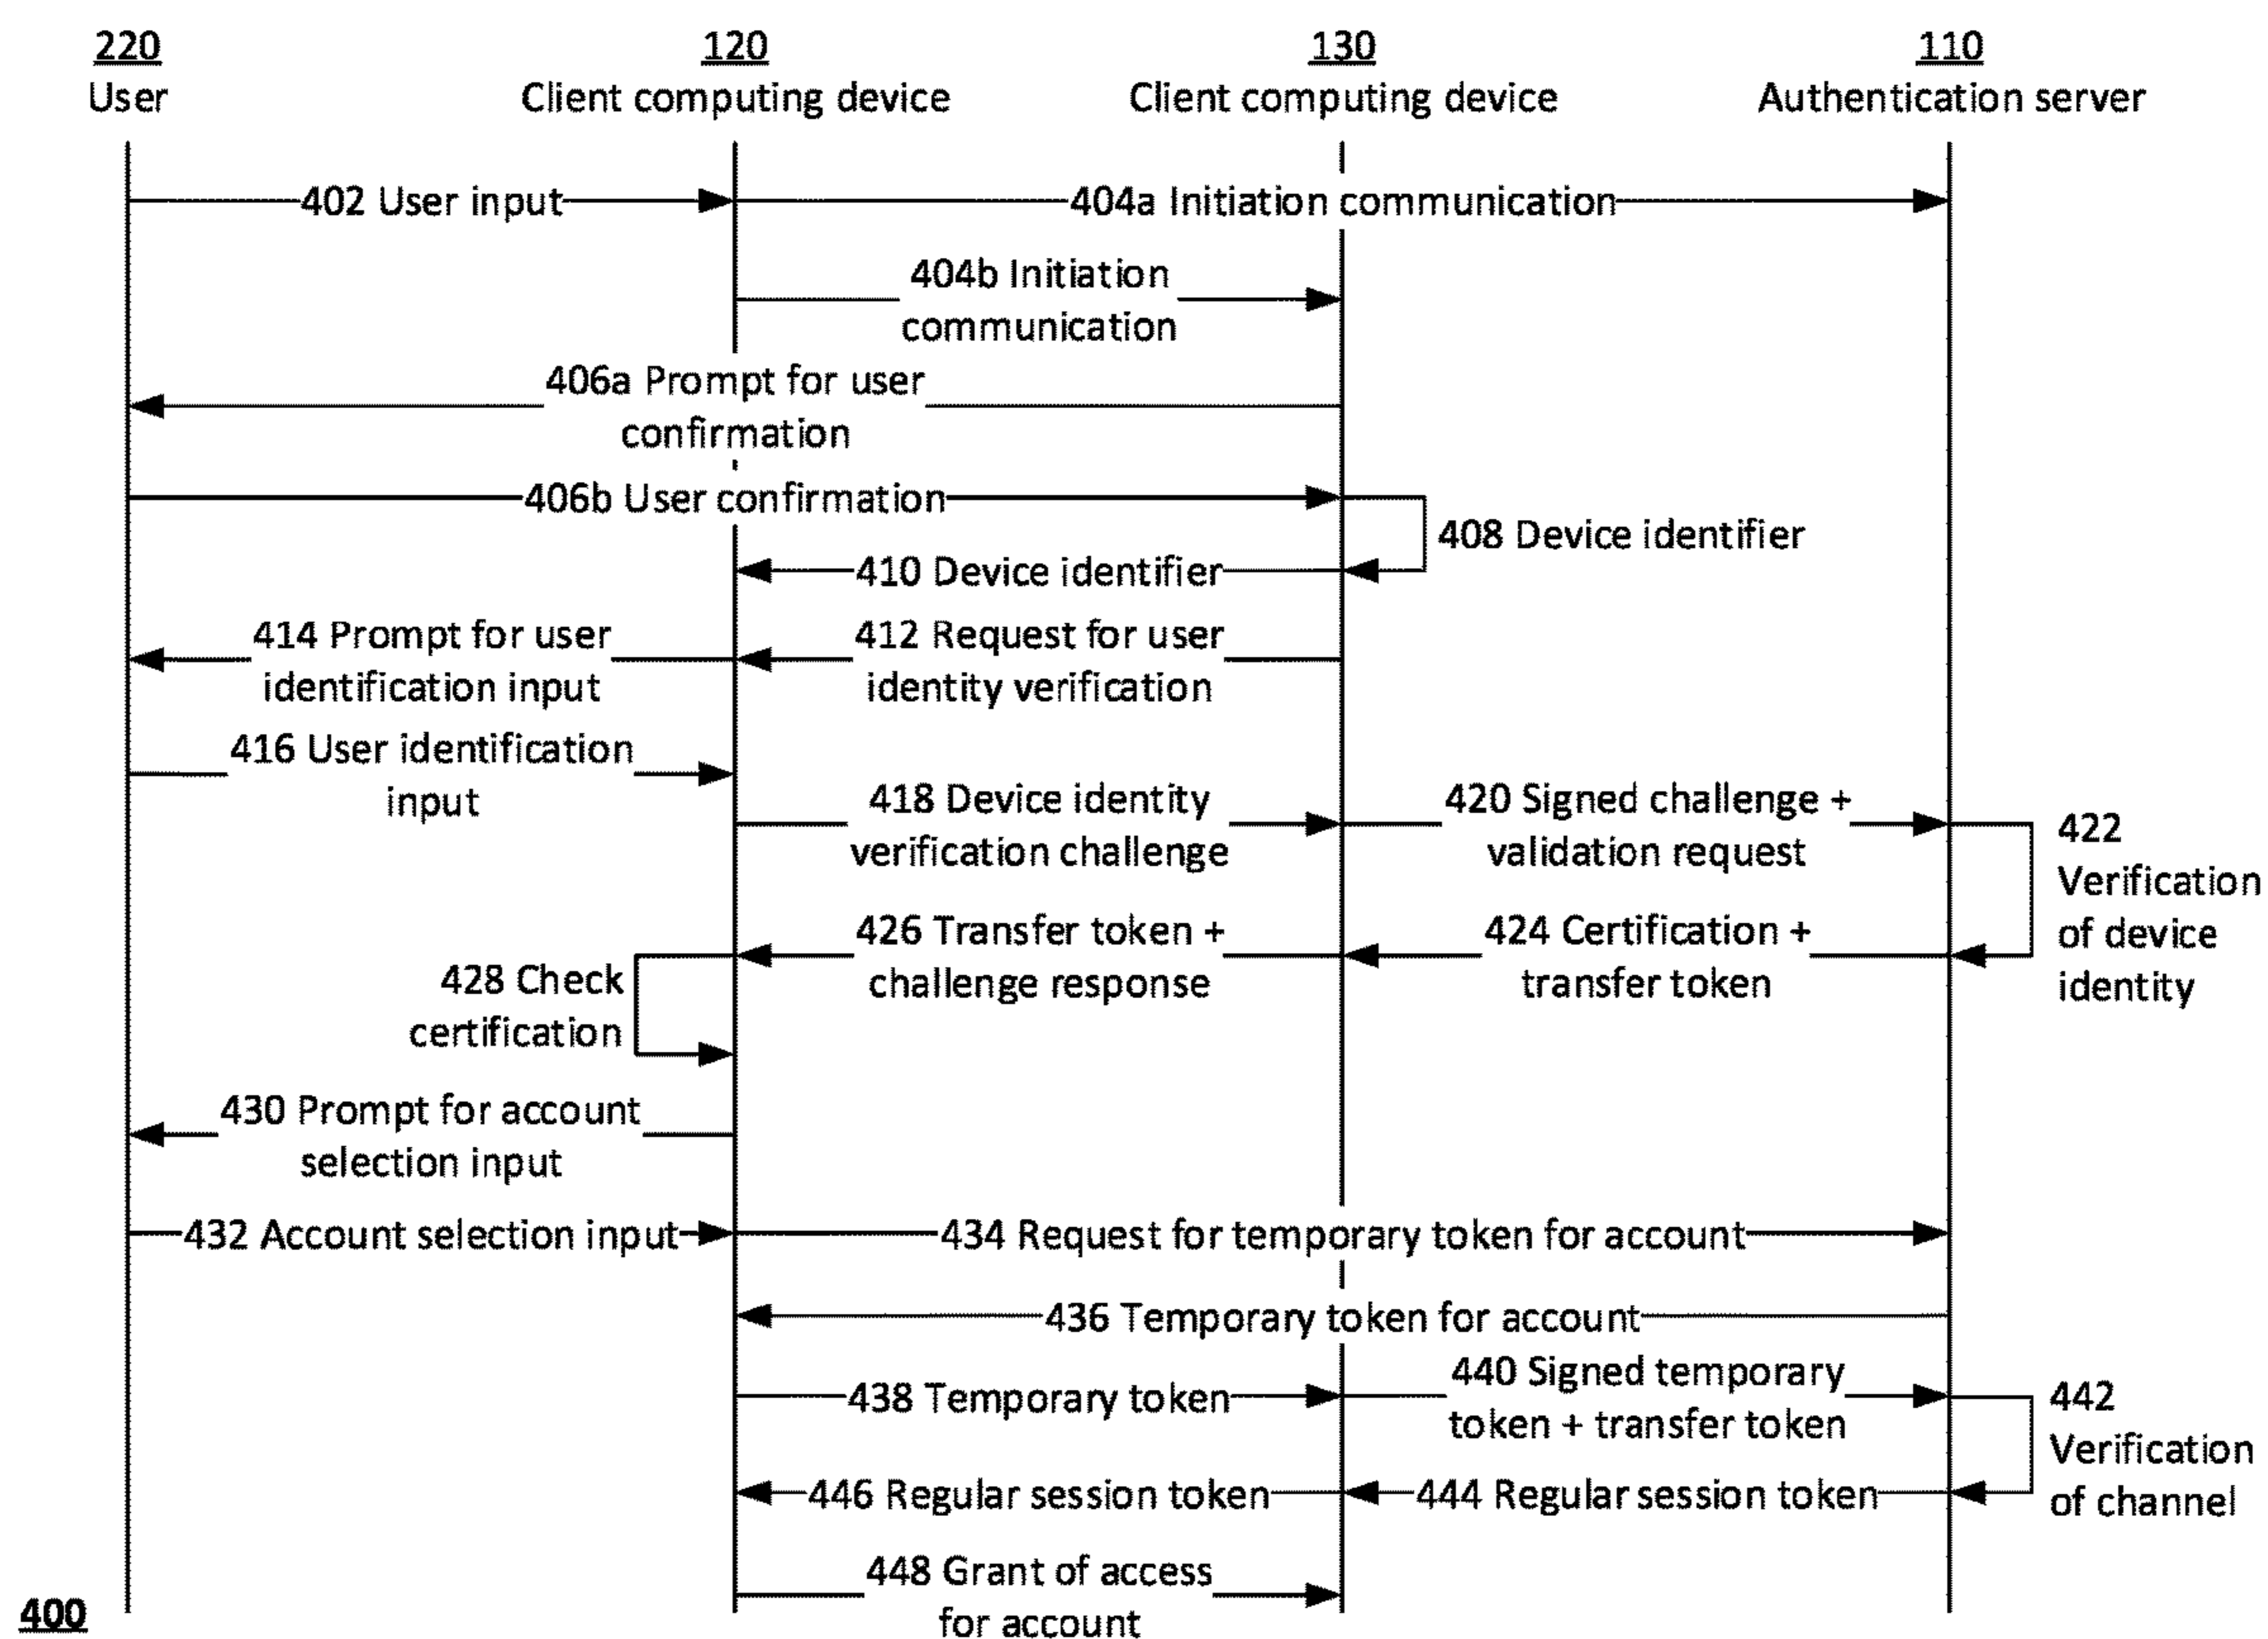 220
User
120
Client computing device
130
Client computing device
110
Authentication server
402 User input
404a Initiation communication
404b Initiation
communication
406a Prompt for user
confirmation
406b User confirmation
408 Device identifier
410 Device identifier
414 Prompt for user
identification input
412 Request for user
identity verification
416 User identification
input
418 Device identity
verification challenge
420 Signed challenge +
validation request
422
Verification
of device
identity
426 Transfer token +
challenge response
424 Certification +
transfer token
428 Check
certification
430 Prompt for account
selection input
432 Account selection input
434 Request for temporary token for account
436 Temporary token for account
438 Temporary token
440 Signed temporary
token + transfer token
442
Verification
of channel
446 Regular session token
444 Regular session token
448 Grant of access
for account
400